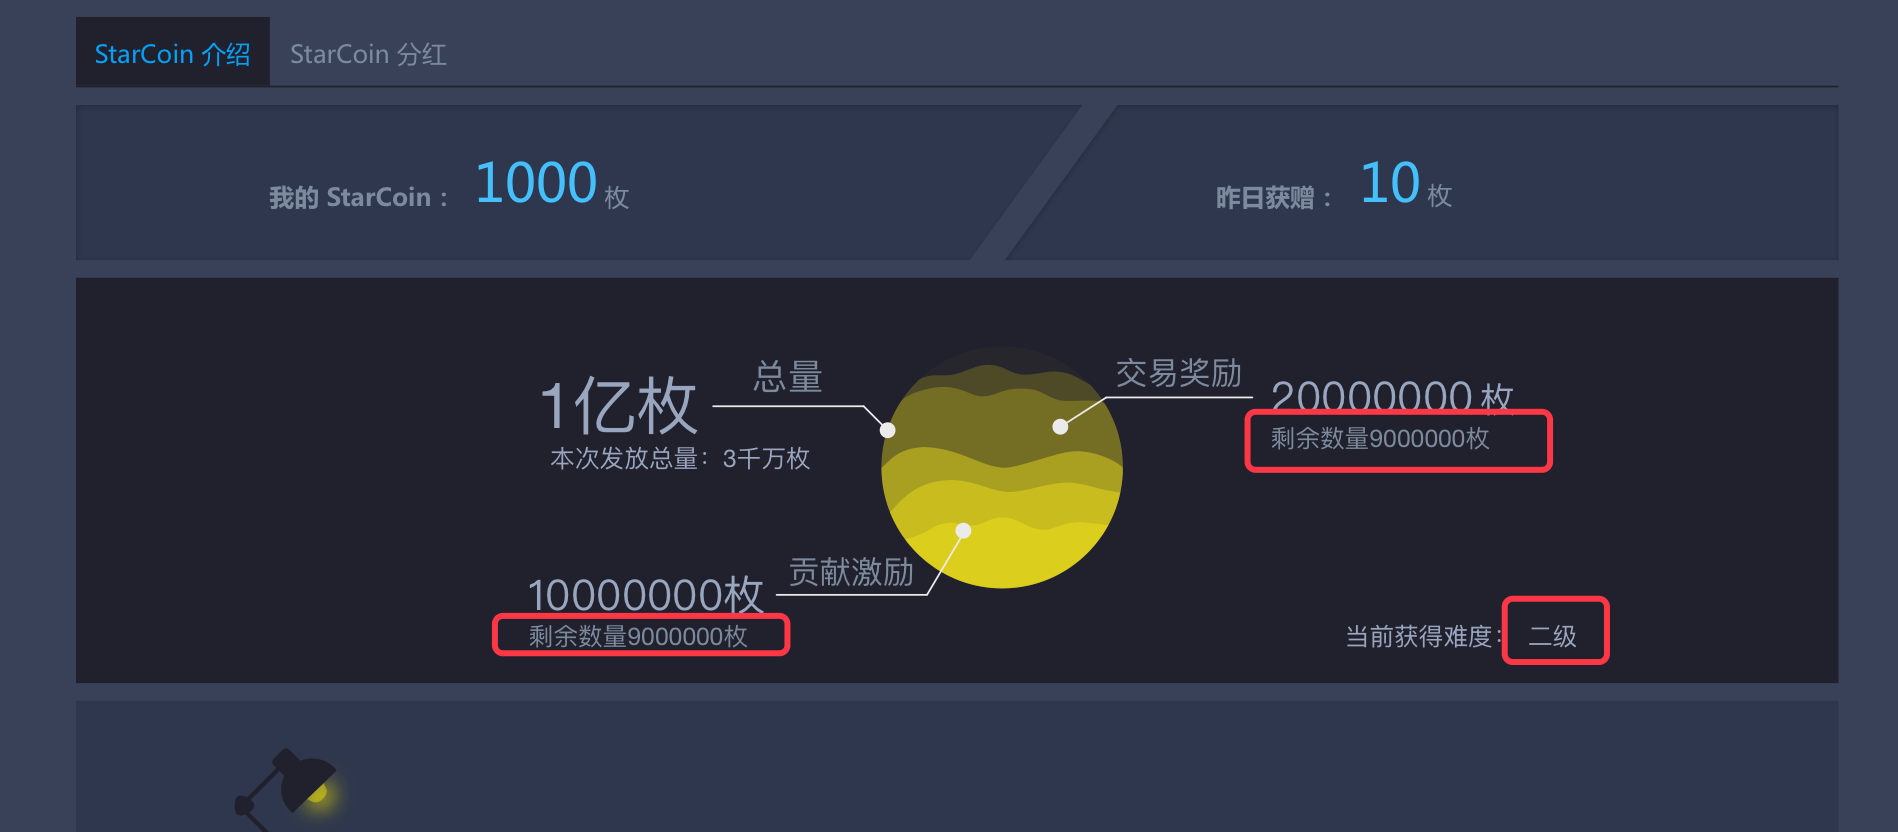 StarCoin 介绍
StarCoin 分红
我的 StarCoin： 1000 枚
昨日获赠： 10 枚
1亿枚
总量
本次发放总量：3千万枚
交易奖励
20000000 枚
剩余数量9000000枚
贡献激励
10000000枚
剩余数量9000000枚
当前获得难度： 二级